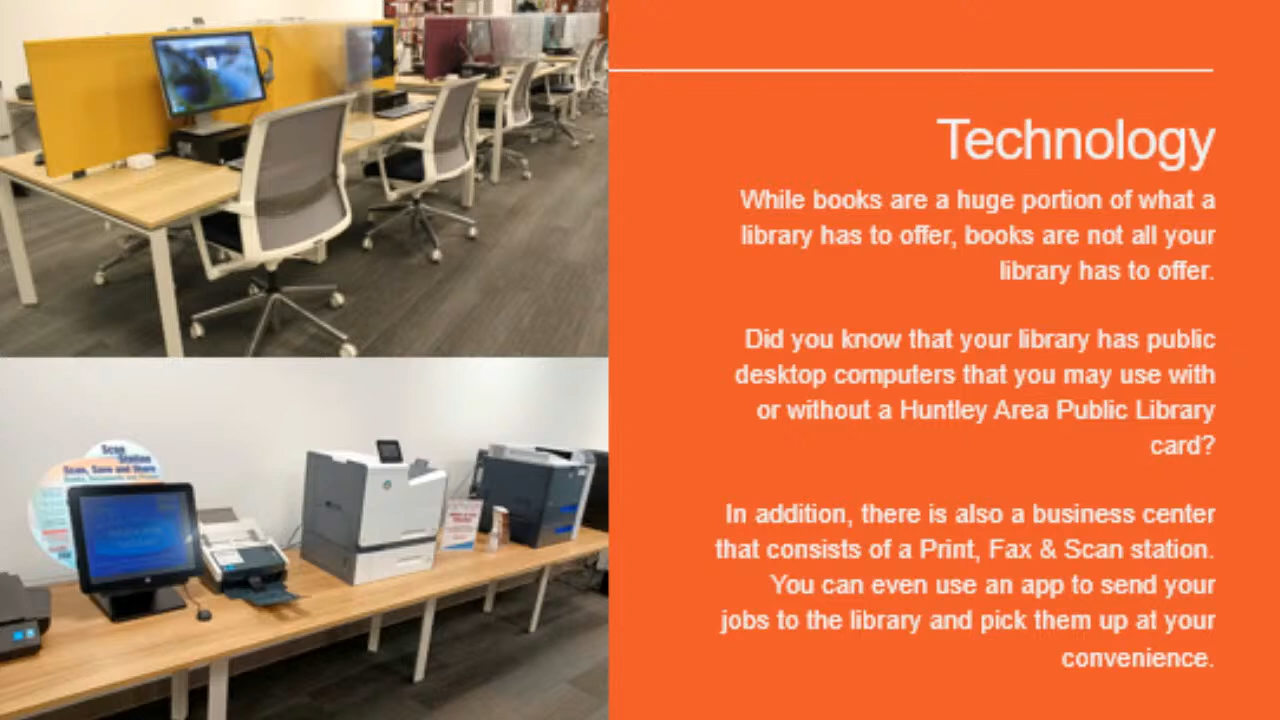 Technology
While books are a huge portion of what a
library has to offer, books are not all your
library has to offer.
Did you know that your library has public
desktop computers that you may use with
or without a Huntley Area Public Library
card?
In addition, there is also a business center
that consists of a Print, Fax & Scan station.
You can even use an app to send your
jobs to the library and pick them up at your
convenience.
Scan
Station
Scan, Save and Share